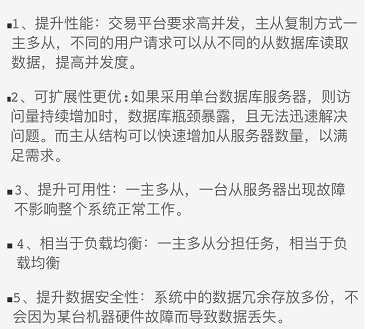 ▪1、提升性能：交易平台要求高并发，主从复制方式一
主多从，不同的用户请求可以从不同的从数据库读取
数据，提高并发度。
▪2、可扩展性更优：如果采用单台数据库服务器，则访
问量持续增加时，数据库瓶颈暴露，且无法迅速解决
问题。而主从结构可以快速增加从服务器数量，以满
足需求。
▪ 3、提升可用性：一主多从，一台从服务器出现故障
不影响整个系统正常工作。
▪ 4、相当于负载均衡：一主多从分担任务，相当于负
载均衡
▪5、提升数据安全性：系统中的数据冗余存放多份，不
会因为某台机器硬件故障而导致数据丢失。